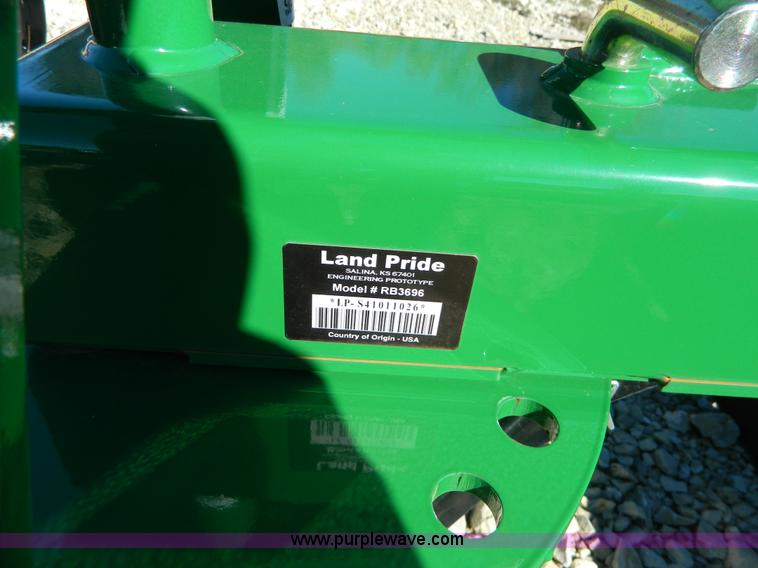 Land Pride
SALINA, KS 67401
ENGINEERING PROTOTYPE
Model # RB3696
*LP- S41011026*
Country of Origin - USA
www.purplewave.com